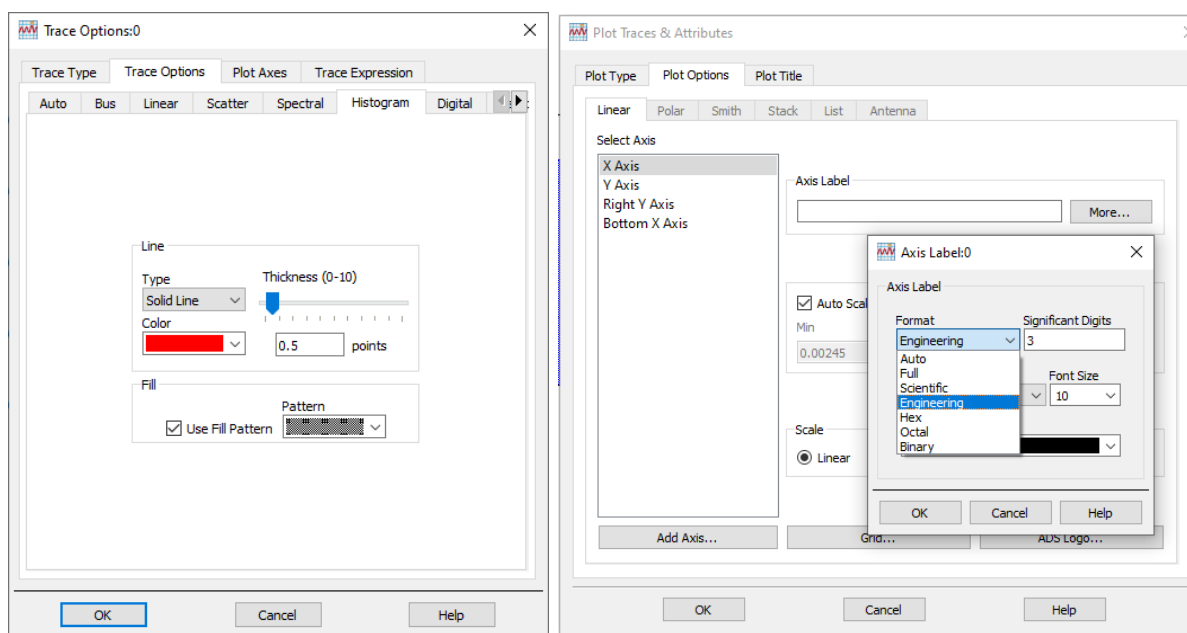 Trace Options:0
Trace Type Trace Options Plot Axes Trace Expression
Auto Bus Linear Scatter Spectral Histogram Digital
Line
Type
Thickness (0-10)
Solid Line
Color
0.5 points
Fill
Pattern
Use Fill Pattern
OK Cancel Help
Plot Traces & Attributes
Plot Type Plot Options Plot Title
Linear Polar Smith Stack List Antenna
Select Axis
X Axis
Y Axis
Right Y Axis
Bottom X Axis
Axis Label
More...
Auto Scal
Min
0.00245
Scale
Linear
Add Axis... Grid... ADS Logo...
OK Cancel Help
Axis Label:0
Axis Label
Format Significant Digits
Engineering 3
Auto
Full
Scientific
Engineering
Hex
Octal
Binary
Font Size
10
OK Cancel Help